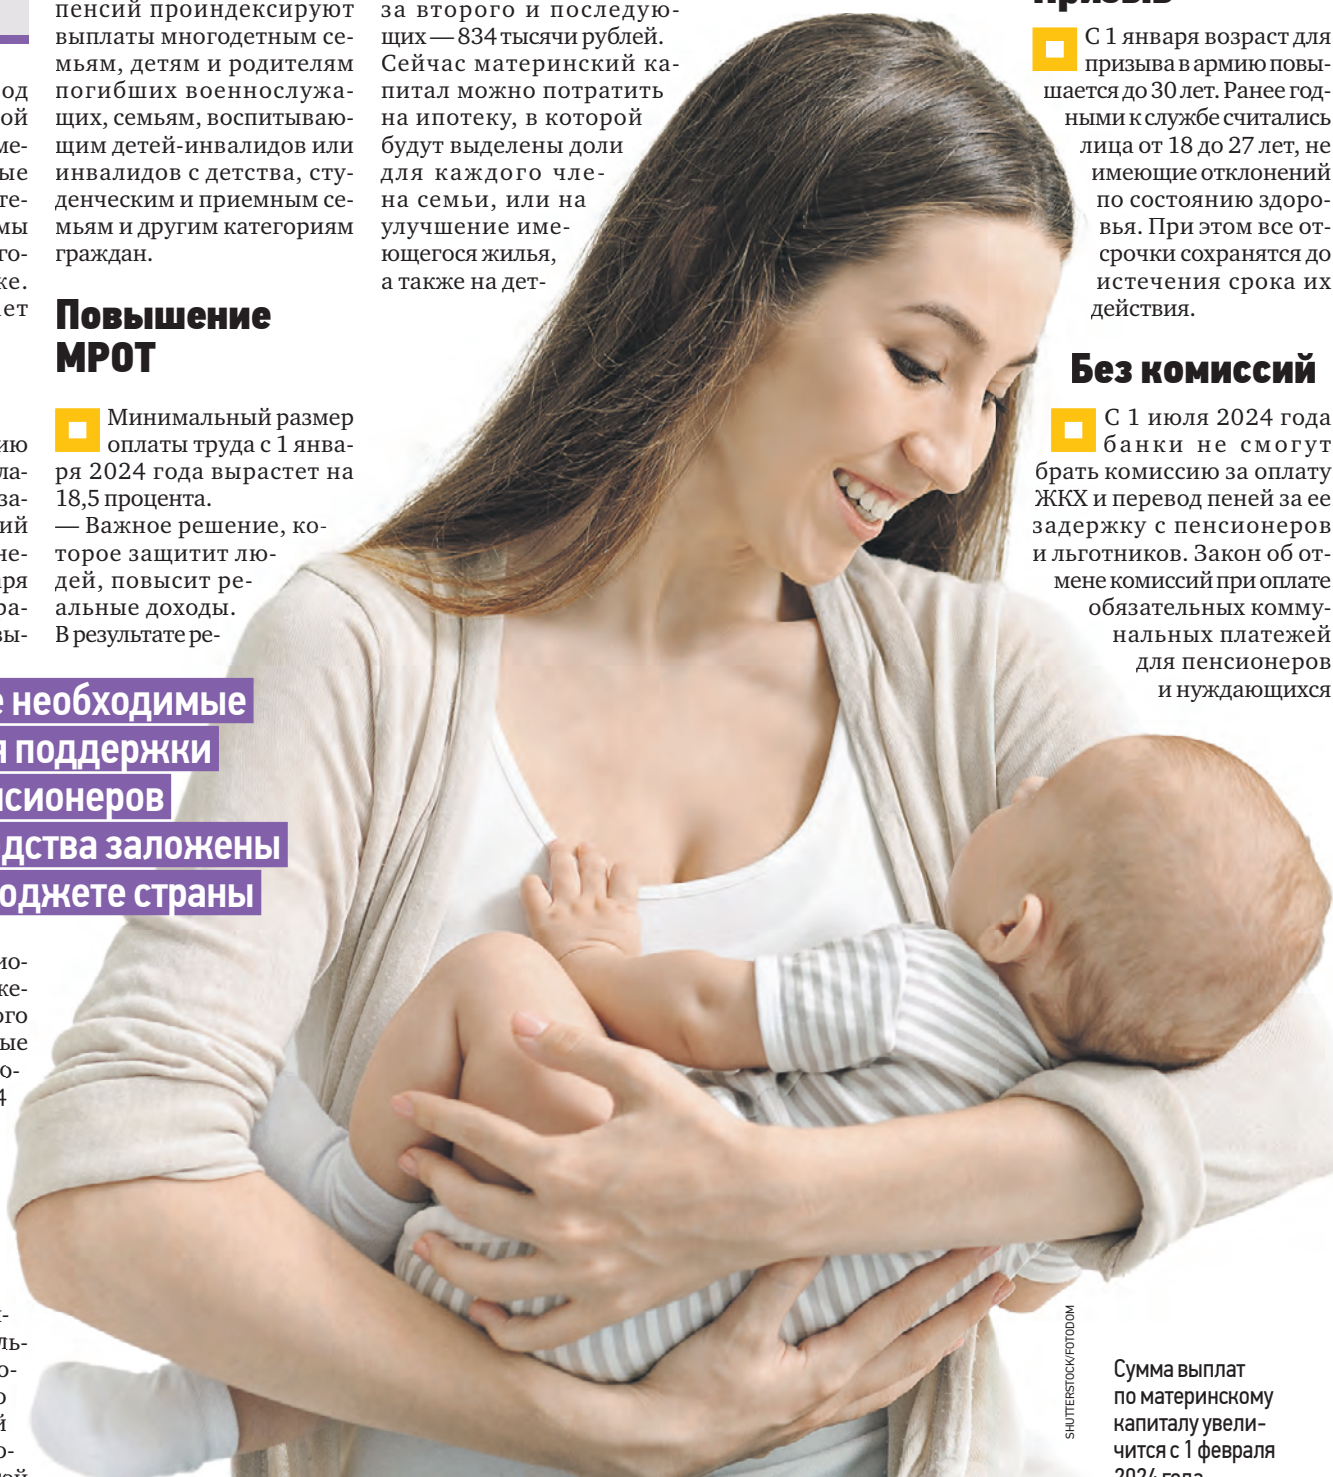 пенсий проиндексируют
выплаты многодетным се-
мьям, детям и родителям
погибших военнослужа-
щих, семьям, воспитываю-
щим детей-инвалидов или
инвалидов с детства, сту-
денческим и приемным се-
мьям и другим категориям
граждан.
Повышение
МРОТ
Минимальный размер
оплаты труда с 1 янва-
ря 2024 года вырастет на
18,5 процента.
— Важное решение, ко-
торое защитит лю-
дей, повысит ре-
альные доходы.
В результате ре-
необходимые
поддержки
заложены
страны
за второго и последую-
щих — 834 тысячи рублей.
Сейчас материнский ка-
питал можно потратить
на ипотеку, в которой
будут выделены доли
для каждого чле-
на семьи, или на
улучшение име-
ющегося жилья,
а также на дет-
С 1 января возраст для
призыва в армию повы-
шается до 30 лет. Ранее год-
ными к службе считались
лица от 18 до 27 лет, не
имеющие отклонений
по состоянию здоро-
вья. При этом все от-
срочки сохранятся до
истечения срока их
действия.
Без комиссий
С 1 июля 2024 года
банки не смогут
брать комиссию за оплату
ЖКХ и перевод пеней за ее
задержку с пенсионеров
и льготников. Закон об от-
мене комиссий при оплате
обязательных комму-
нальных платежей
для пенсионеров
и нуждающихся
SHUTTERSTOCK/FOTODOM
Сумма выплат
по материнскому
капиталу увели-
чится с 1 февраля
2024 года